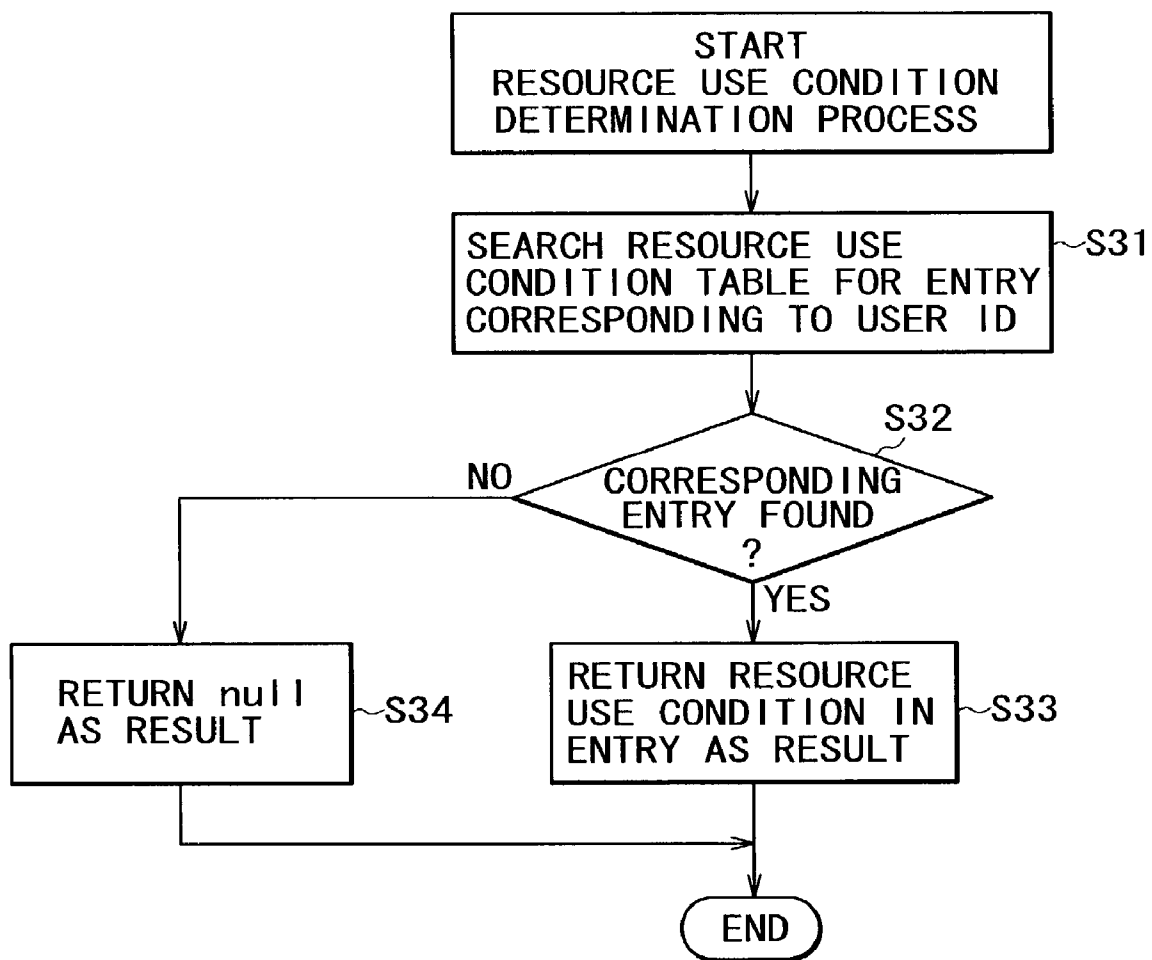 START
RESOURCE USE CONDITION
DETERMINATION PROCESS
SEARCH RESOURCE USE
CONDITION TABLE FOR ENTRY
CORRESPONDING TO USER ID
S31
S32
CORRESPONDING
ENTRY FOUND
?
NO
YES
RETURN null
AS RESULT
S34
RETURN RESOURCE
USE CONDITION IN
ENTRY AS RESULT
S33
END